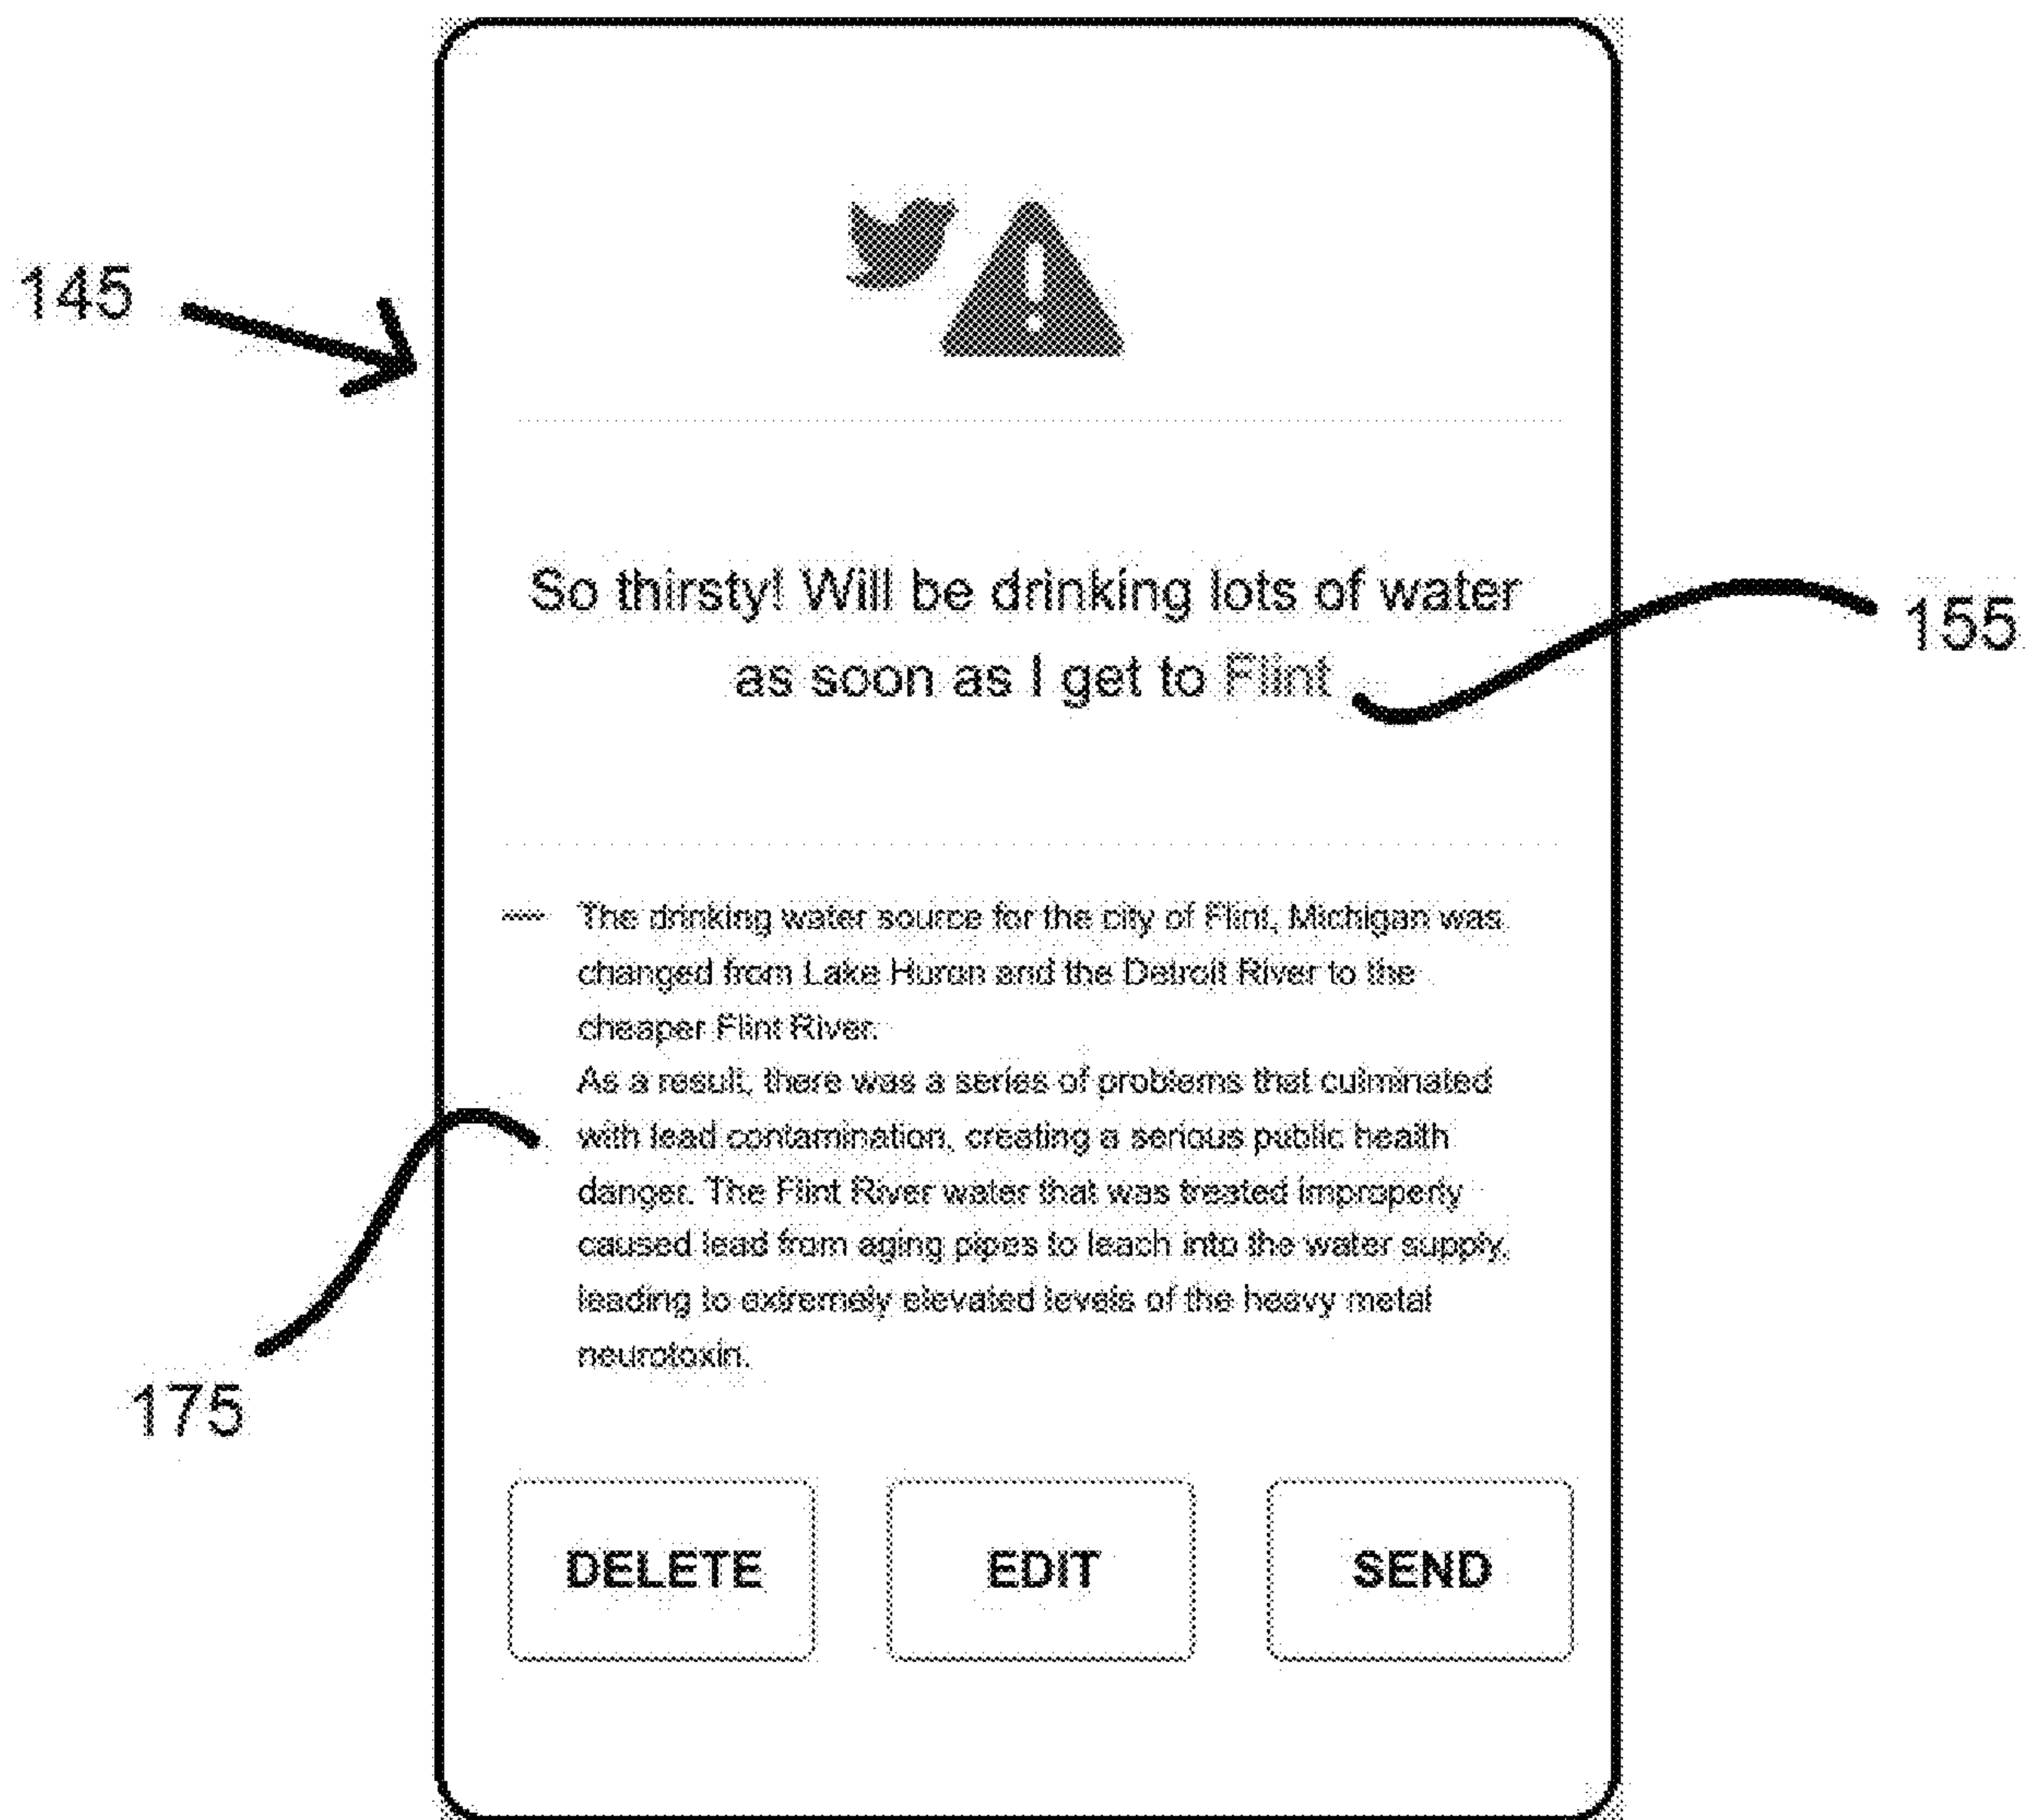 145
So thirsty! Will be drinking lots of water
as soon as I get to Flint
155
The drinking water source for the city of Flint, Michigan was
changed from Lake Huron and the Detroit River to the
cheaper Flint River.
As a result, there was a series of problems that culminated
with lead contamination, creating a serious public health
danger. The Flint River water that was treated improperly
caused lead from aging pipes to leach into the water supply,
leading to extremely elevated levels of the heavy metal
neurotoxin.
175
DELETE EDIT SEND